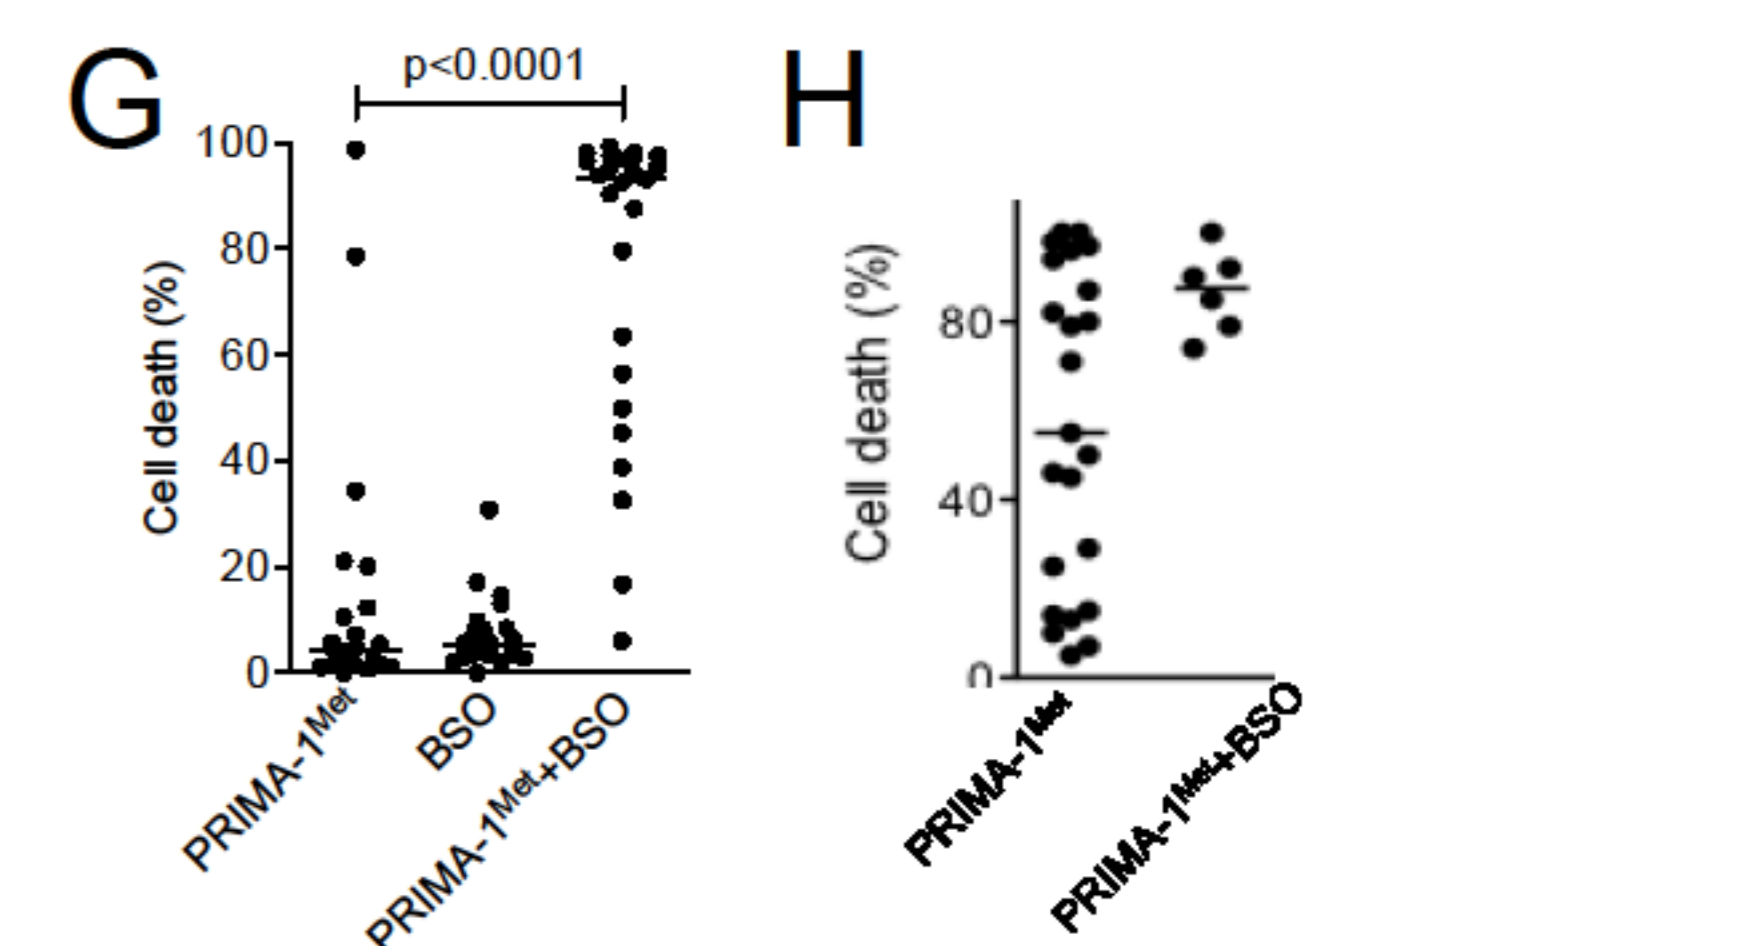 G
p<0.0001
100
80
60
40
20
0
Cell death (%)
PRIMA-1Met
BSO
PRIMA-1Met+BSO
H
80
40
0
Cell death (%)
PRIMA-1Met
PRIMA-1Met+BSO